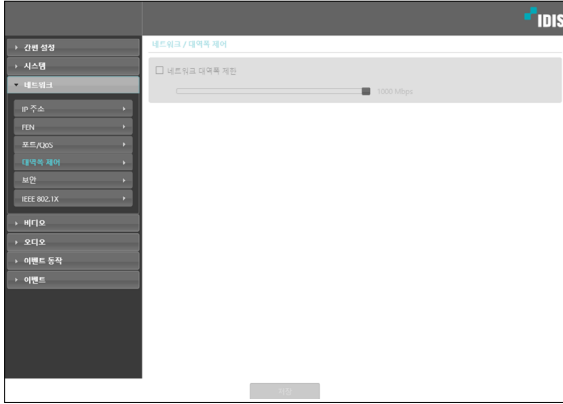 IDIS
간편 설정
네트워크 / 대역폭 제어
시스템
네트워크 대역폭 제한
네트워크
1000 Mbps
IP 주소
FEN
포트/QoS
대역폭 제어
보안
IEEE 802.1X
비디오
오디오
이벤트 동작
이벤트
저장